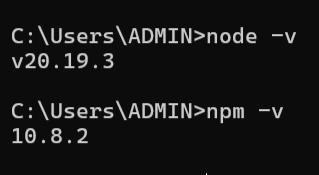 C:\Users\ADMIN>node -v
v20.19.3
C:\Users\ADMIN>npm -v
10.8.2